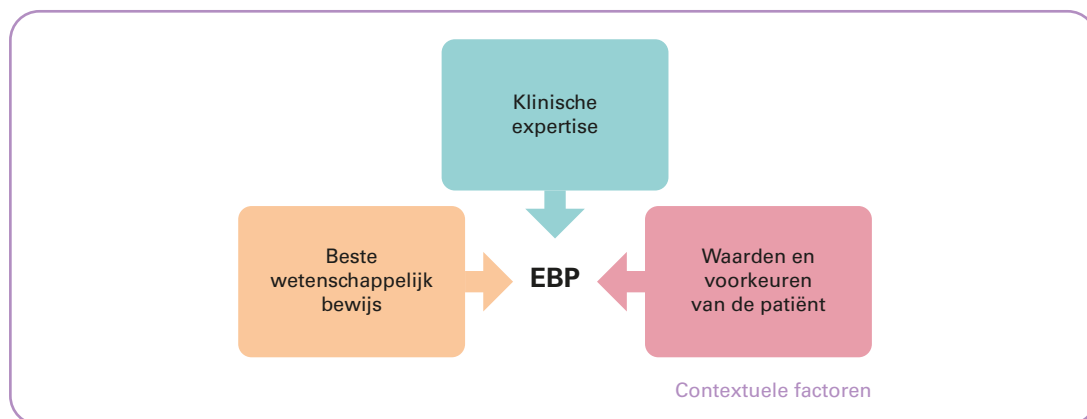 Klinische
expertise
Beste
wetenschappelijk
bewijs
EBP
Waarden en
voorkeuren
van de patiënt
Contextuele factoren